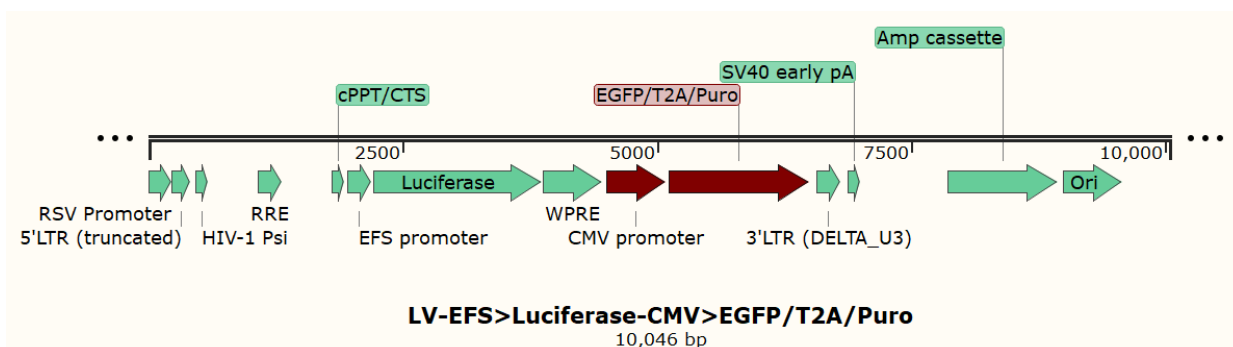 Amp cassette
SV40 early pA
cPPT/CTS
EGFP/T2A/Puro
2500
5000
7500
10,000
Luciferase
Ori
RSV Promoter
RRE
WPRE
5'LTR (truncated)
HIV-1 Psi
EFS promoter
CMV promoter
3'LTR (DELTA_U3)
LV-EFS>Luciferase-CMV>EGFP/T2A/Puro
10,046 bp